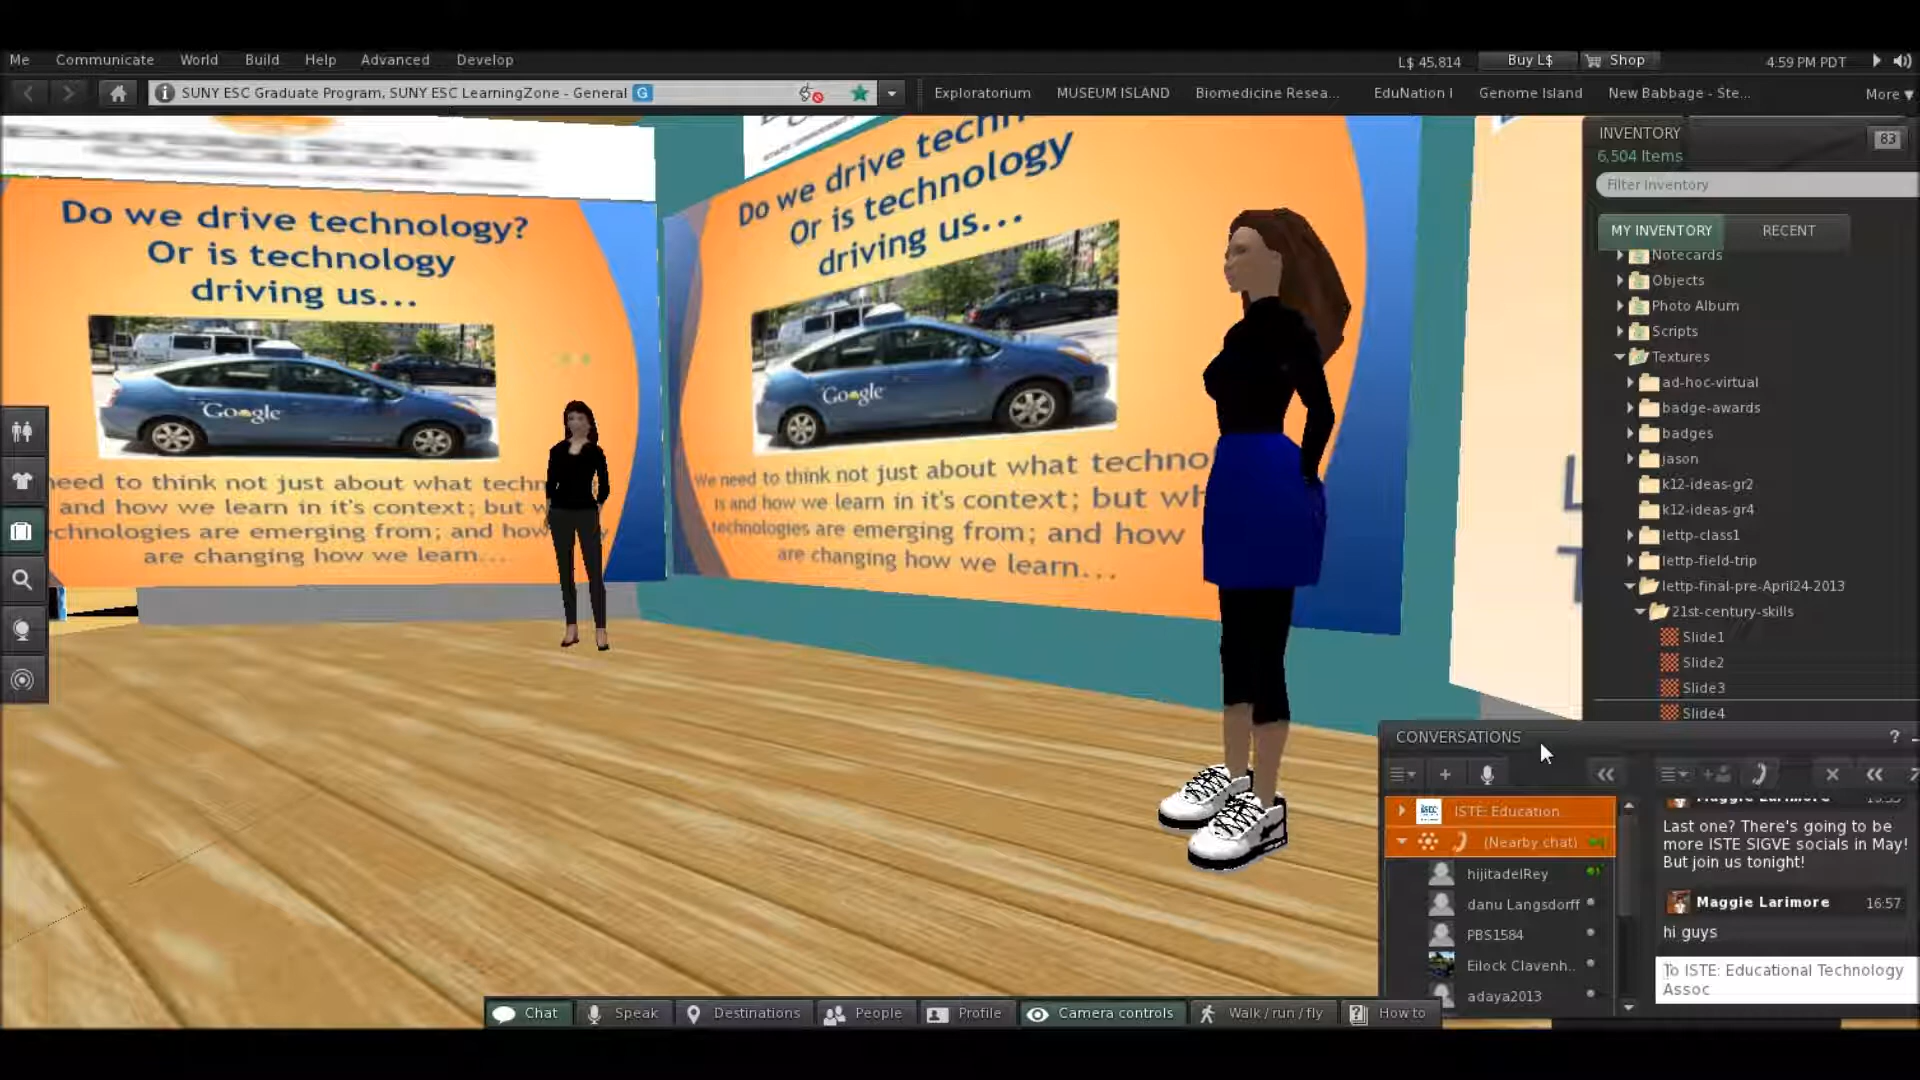 Me Communicate World Build Help Advanced Develop
L$ 45,814 Buy L$ Shop 4:59 PM PDT
SUNY ESC Graduate Program, SUNY ESC LearningZone - General G
Exploratorium MUSEUM ISLAND Biomedicine Resea... EduNation I Genome Island New Babbage - Ste... More
Do we drive technology?
Or is technology
driving us...
Google
need to think not just about what techn
and how we learn in it's context; but w
echnologies are emerging from; and how
are changing how we learn...
Do we drive techn
Or is technology
driving us...
Google
We need to think not just about what techno
is and how we learn in it's context; but wh
technologies are emerging from; and how
are changing how we learn...
L
T
INVENTORY
83
6,504 Items
Filter Inventory
MY INVENTORY RECENT
Notecards
Objects
Photo Album
Scripts
Textures
ad-hoc-virtual
badge-awards
badges
jason
k12-ideas-gr2
k12-ideas-gr4
lettp-class1
lettp-field-trip
lettp-final-pre-April24-2013
21st-century-skills
Slide1
Slide2
Slide3
Slide4
CONVERSATIONS ?
ISTE: Education
(Nearby chat)
hijitadelRey
danu Langsdorff
PBS1584
Eilock Clavenh..
adaya2013
Maggie Larimore
Last one? There's going to be
more ISTE SIGVE socials in May!
But join us tonight!
Maggie Larimore 16:57
hi guys
To ISTE: Educational Technology
Assoc
Chat Speak Destinations People Profile Camera controls Walk / run / fly How to